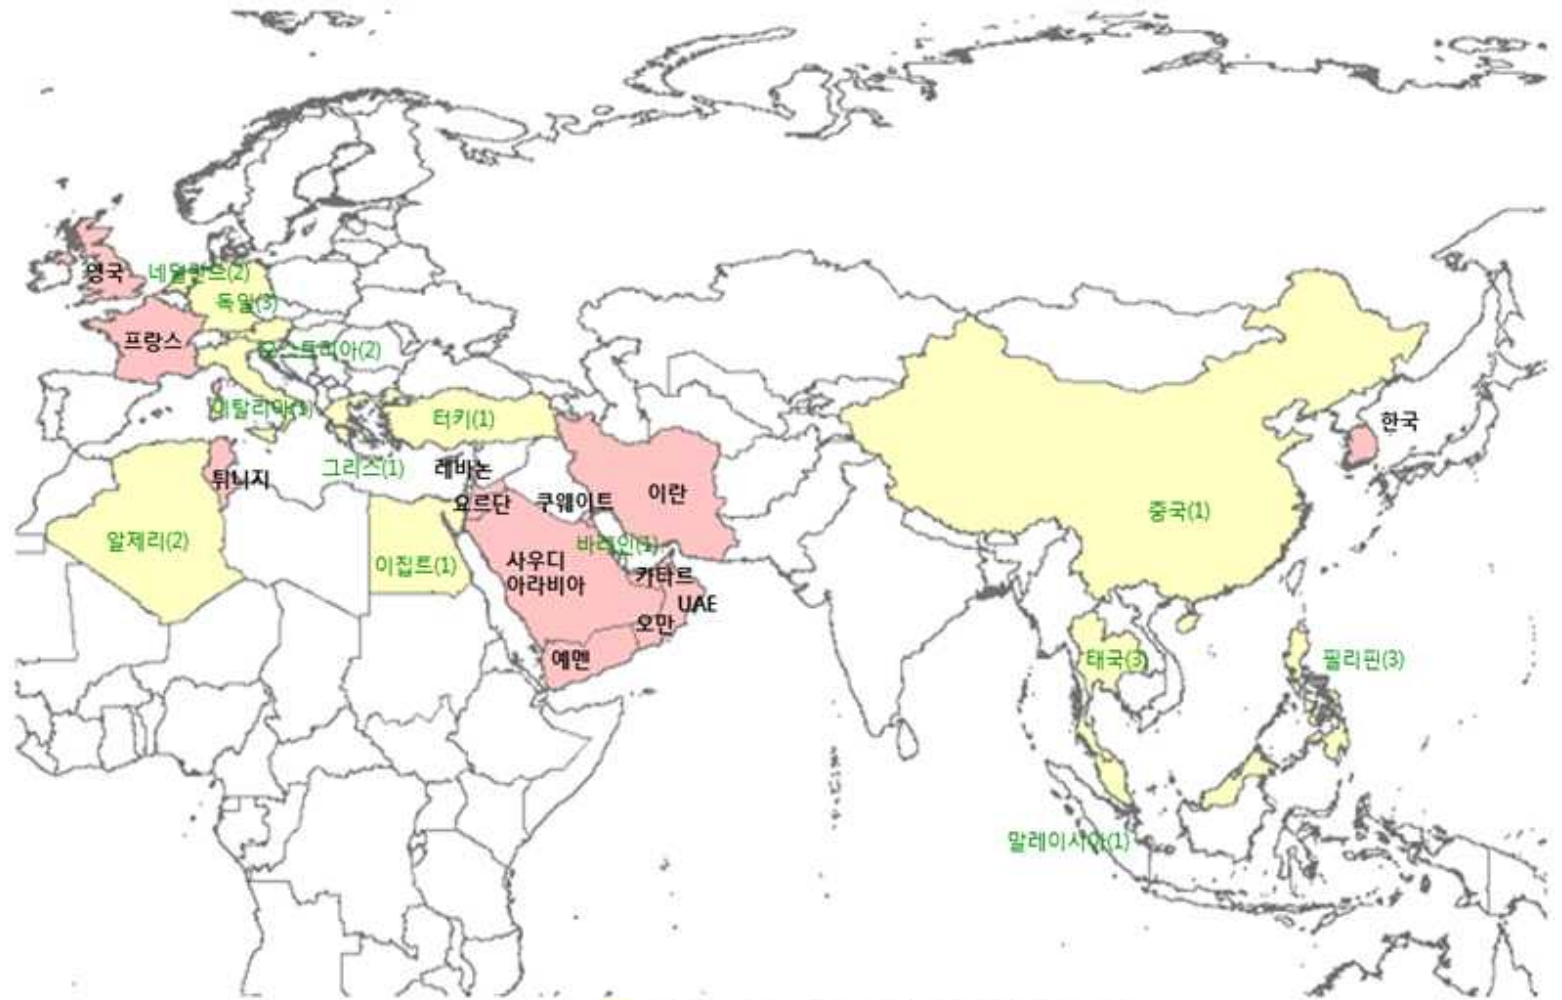 영국
네덜란드(2)
독일(3)
프랑스
오스트리아(2)
이탈리아(1)
터키(1)
한국
그리스(1)
레바논
튀니지
이란
요르단
쿠웨이트
중국(1)
알제리(2)
바레인(1)
이집트(1)
사우디
아라비아
카타르
UAE
오만
예멘
태국(3)
필리핀(3)
말레이시아(1)